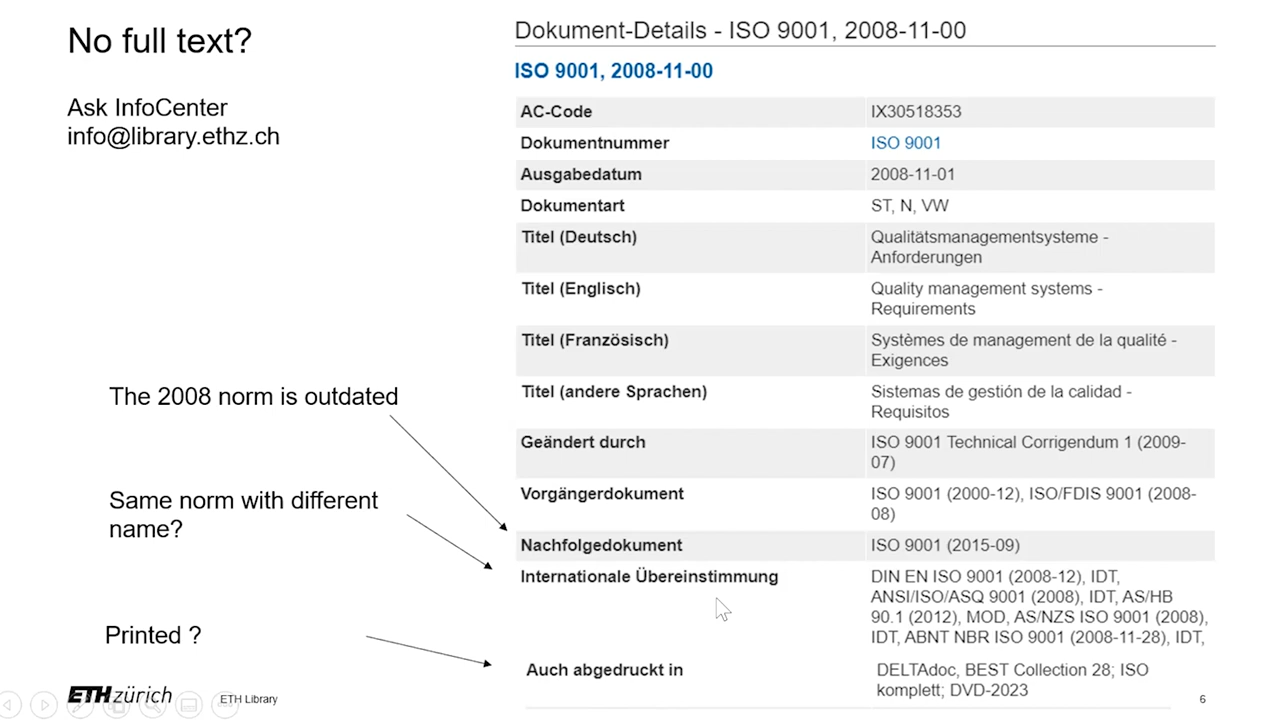 No full text?
Ask InfoCenter
info@library.ethz.ch
The 2008 norm is outdated
Same norm with different
name?
Printed ?
Dokument-Details - ISO 9001, 2008-11-00
ISO 9001, 2008-11-00
AC-Code IX30518353
Dokumentnummer ISO 9001
Ausgabedatum 2008-11-01
Dokumentart ST, N, VW
Titel (Deutsch) Qualitätsmanagementsysteme -
Anforderungen
Titel (Englisch) Quality management systems -
Requirements
Titel (Französisch) Systèmes de management de la qualité -
Exigences
Titel (andere Sprachen) Sistemas de gestión de la calidad -
Requisitos
Geändert durch ISO 9001 Technical Corrigendum 1 (2009-
07)
Vorgängerdokument ISO 9001 (2000-12), ISO/FDIS 9001 (2008-
08)
Nachfolgedokument ISO 9001 (2015-09)
Internationale Übereinstimmung DIN EN ISO 9001 (2008-12), IDT,
ANSI/ISO/ASQ 9001 (2008), IDT, AS/HB
90.1 (2012), MOD, AS/NZS ISO 9001 (2008),
IDT, ABNT NBR ISO 9001 (2008-11-28), IDT,
Auch abgedruckt in DELTAdoc, BEST Collection 28; ISO
komplett; DVD-2023
ETH zürich ETH Library 6